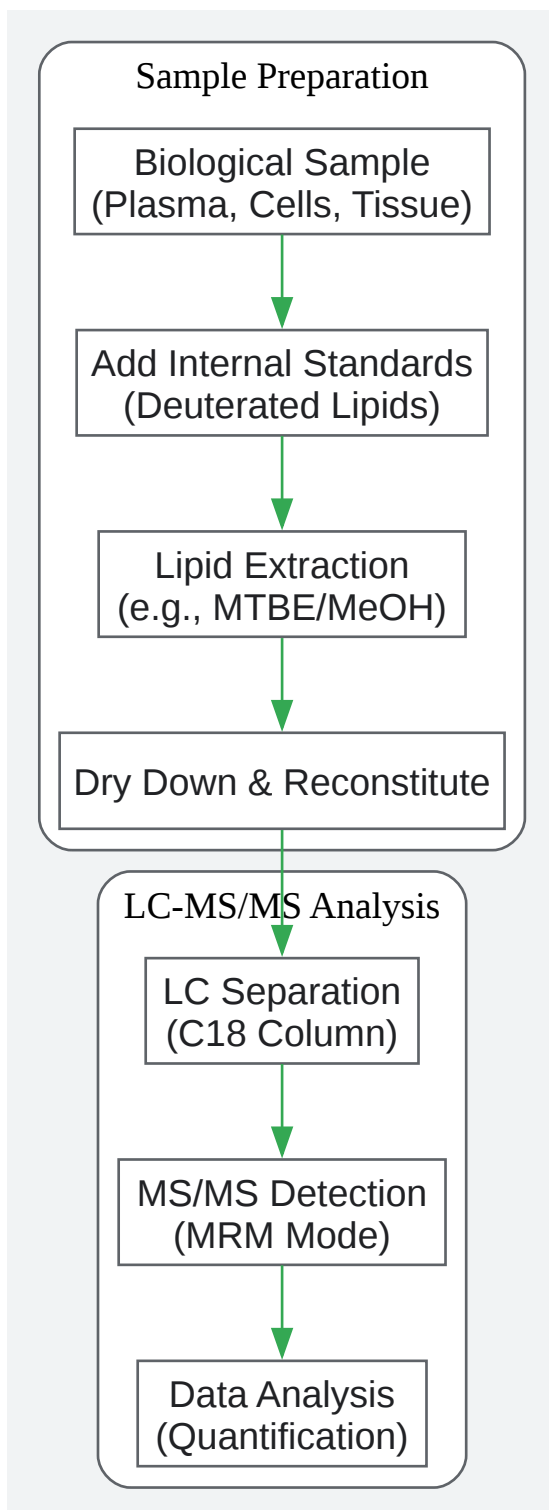 Sample Preparation
Biological Sample
(Plasma, Cells, Tissue)
Add Internal Standards
(Deuterated Lipids)
Lipid Extraction
(e.g., MTBE/MeOH)
Dry Down & Reconstitute
LC-MS/MS Analysis
LC Separation
(C18 Column)
MS/MS Detection
(MRM Mode)
Data Analysis
(Quantification)